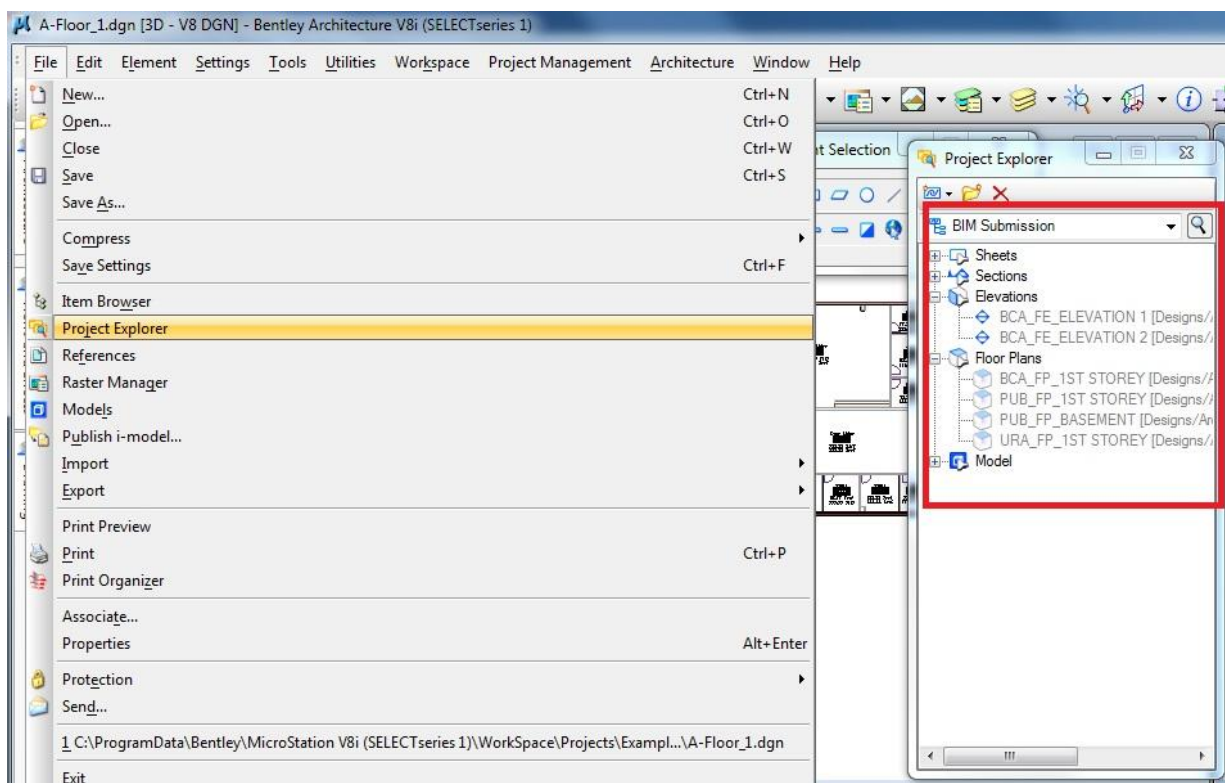 A-Floor_1.dgn [3D - V8 DGN] - Bentley Architecture V8i (SELECTseries 1)
File Edit Element Settings Tools Utilities Workspace Project Management Architecture Window Help
New... Ctrl+N
Open... Ctrl+O
Close Ctrl+W
Save Ctrl+S
Save As...
Compress
Save Settings Ctrl+F
Item Browser
Project Explorer
References
Raster Manager
Models
Publish i-model...
Import
Export
Print Preview
Print Ctrl+P
Print Organizer
Associate...
Properties Alt+Enter
Protection
Send...
1 C:\ProgramData\Bentley\MicroStation V8i (SELECTseries 1)\WorkSpace\Projects\Exampl...\A-Floor_1.dgn
Exit
Selection
Project Explorer
BIM Submission
Sheets
Sections
Elevations
BCA_FE_ELEVATION 1 [Designs/
BCA_FE_ELEVATION 2 [Designs/
Floor Plans
BCA_FP_1ST STOREY [Designs/
PUB_FP_1ST STOREY [Designs/
PUB_FP_BASEMENT [Designs/
URA_FP_1ST STOREY [Designs/
Model